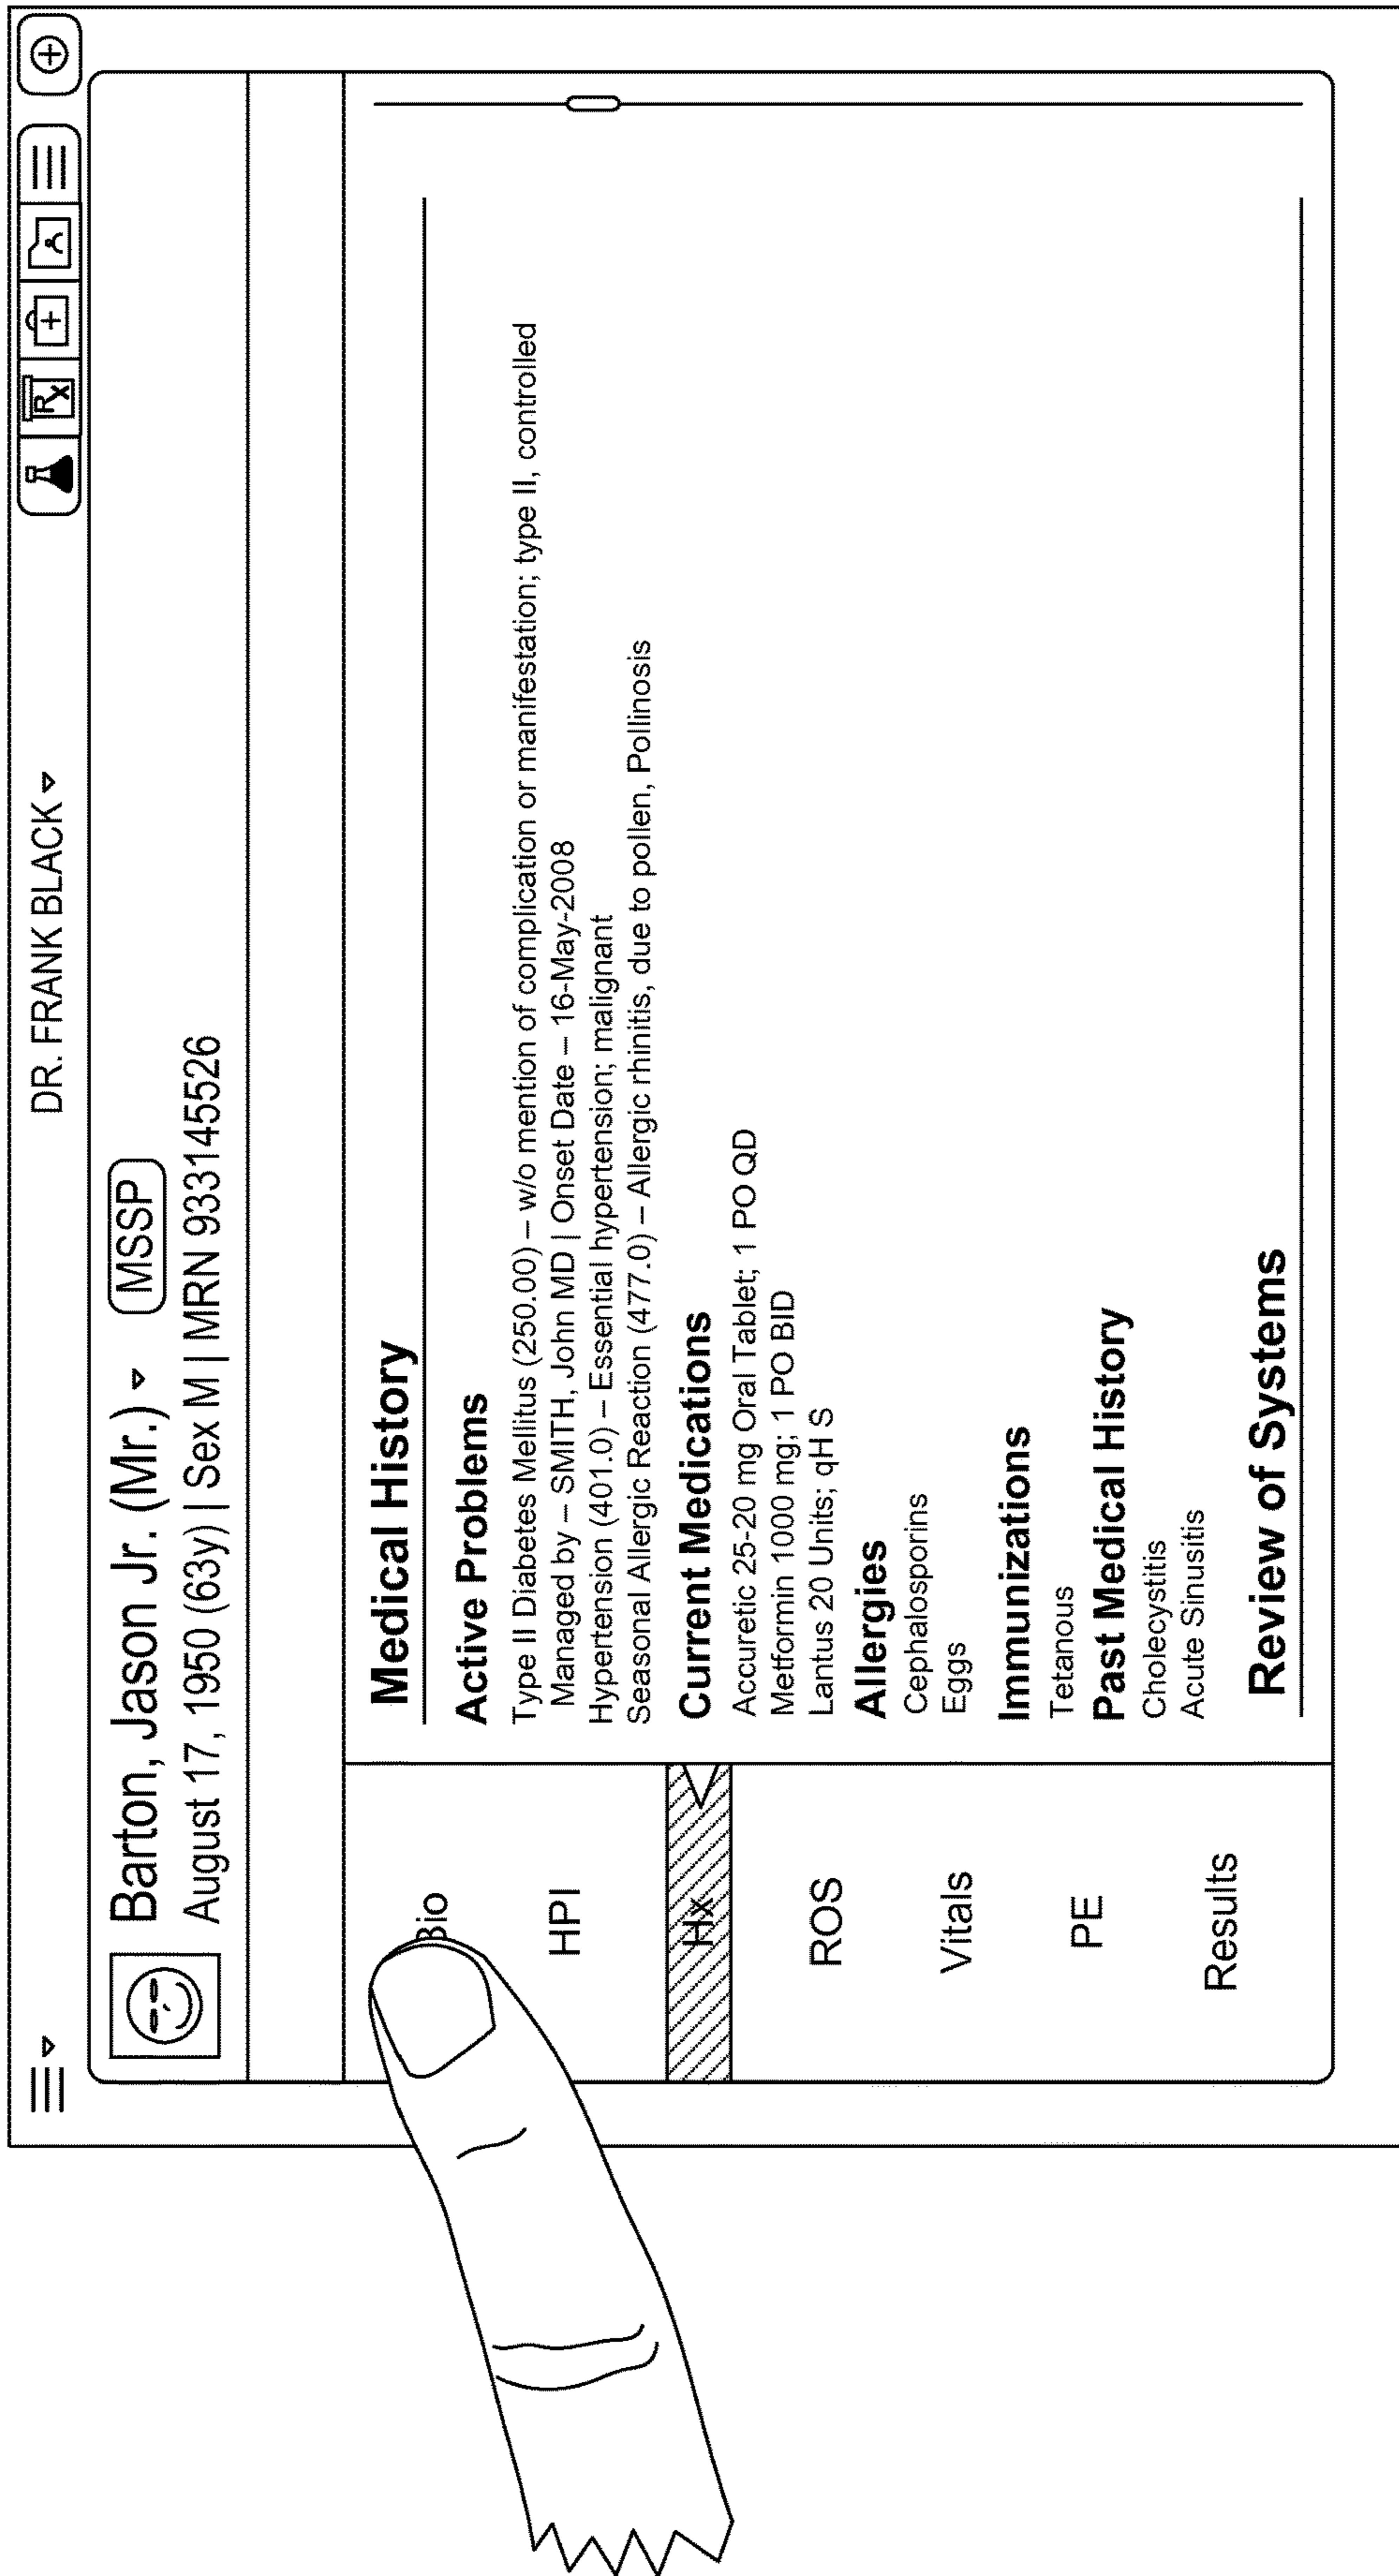 DR. FRANK BLACK
Rx
Barton, Jason Jr. (Mr.) MSSP
August 17, 1950 (63y) | Sex M | MRN 933145526
Bio
HPI
Hx
ROS
Vitals
PE
Results
Medical History
Active Problems
Type II Diabetes Mellitus (250.00) – w/o mention of complication or manifestation; type II, controlled
Managed by – SMITH, John MD | Onset Date – 16-May-2008
Hypertension (401.0) – Essential hypertension; malignant
Seasonal Allergic Reaction (477.0) – Allergic rhinitis, due to pollen, Pollinosis
Current Medications
Accuretic 25-20 mg Oral Tablet; 1 PO QD
Metformin 1000 mg; 1 PO BID
Lantus 20 Units; qH S
Allergies
Cephalosporins
Eggs
Immunizations
Tetanous
Past Medical History
Cholecystitis
Acute Sinusitis
Review of Systems